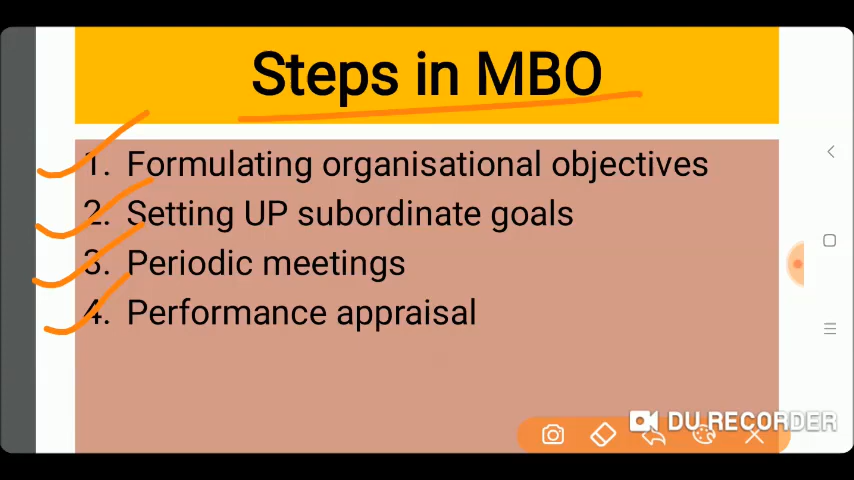 Steps in MBO
1. Formulating organisational objectives
2. Setting UP subordinate goals
3. Periodic meetings
4. Performance appraisal
DU RECORDER